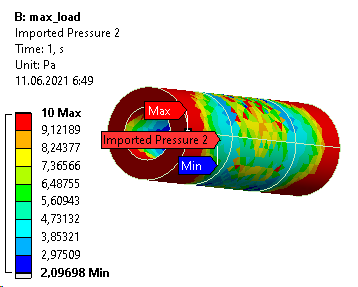 B: max_load
Imported Pressure 2
Time: 1, s
Unit: Pa
11.06.2021 6:49
10 Max
9,12189
8,24377
7,36566
6,48755
5,60943
4,73132
3,85321
2,97509
2,09698 Min
Max
Imported Pressure 2
Min